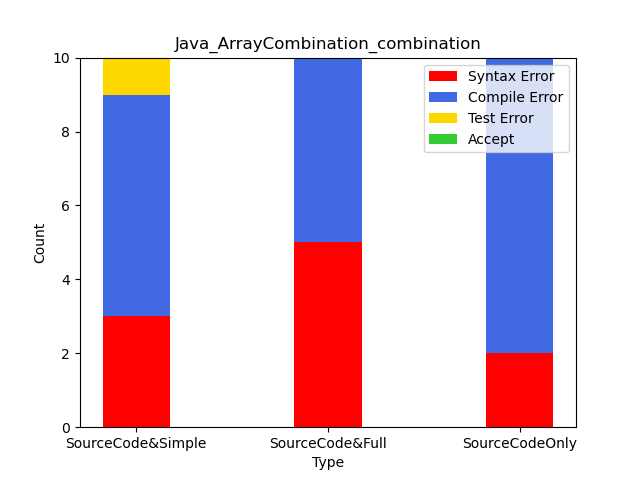 Java_ArrayCombination_combination
Count
10
8
6
4
2
0
Syntax Error
Compile Error
Test Error
Accept
SourceCode&Simple
SourceCode&Full
SourceCodeOnly
Type